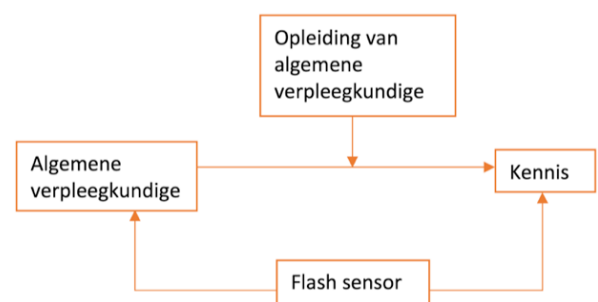 Opleiding van
algemene
verpleegkundige
Algemene
verpleegkundige
Kennis
Flash sensor